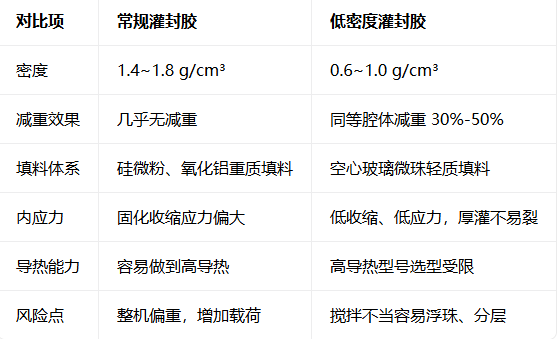 对比项 常规灌封胶 低密度灌封胶
密度 1.4~1.8 g/cm³ 0.6~1.0 g/cm³
减重效果 几乎无减重 同等腔体减重 30%-50%
填料体系 硅微粉、氧化铝重质填料 空心玻璃微珠轻质填料
内应力 固化收缩应力偏大 低收缩、低应力，厚灌不易裂
导热能力 容易做到高导热 高导热型号选型受限
风险点 整机偏重，增加载荷 搅拌不当容易浮珠、分层